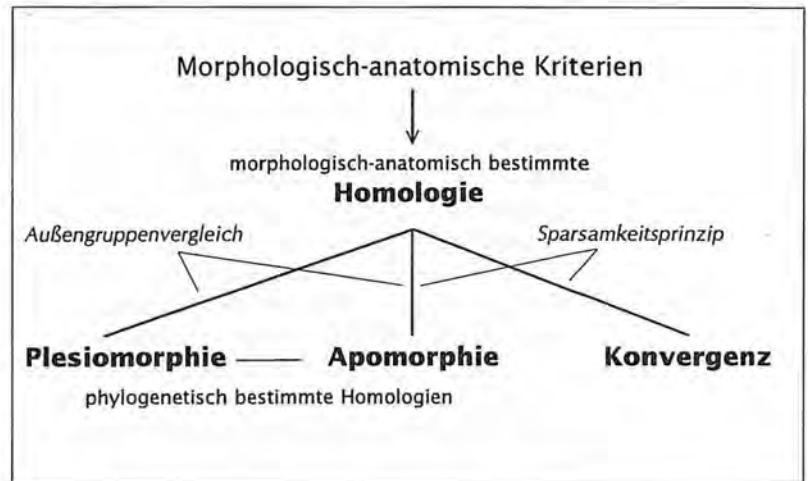 Morphologisch-anatomische Kriterien
morphologisch-anatomisch bestimmte
Homologie
Außengruppenvergleich
Sparsamkeitsprinzip
Plesiomorphie
Apomorphie
Konvergenz
phylogenetisch bestimmte Homologien